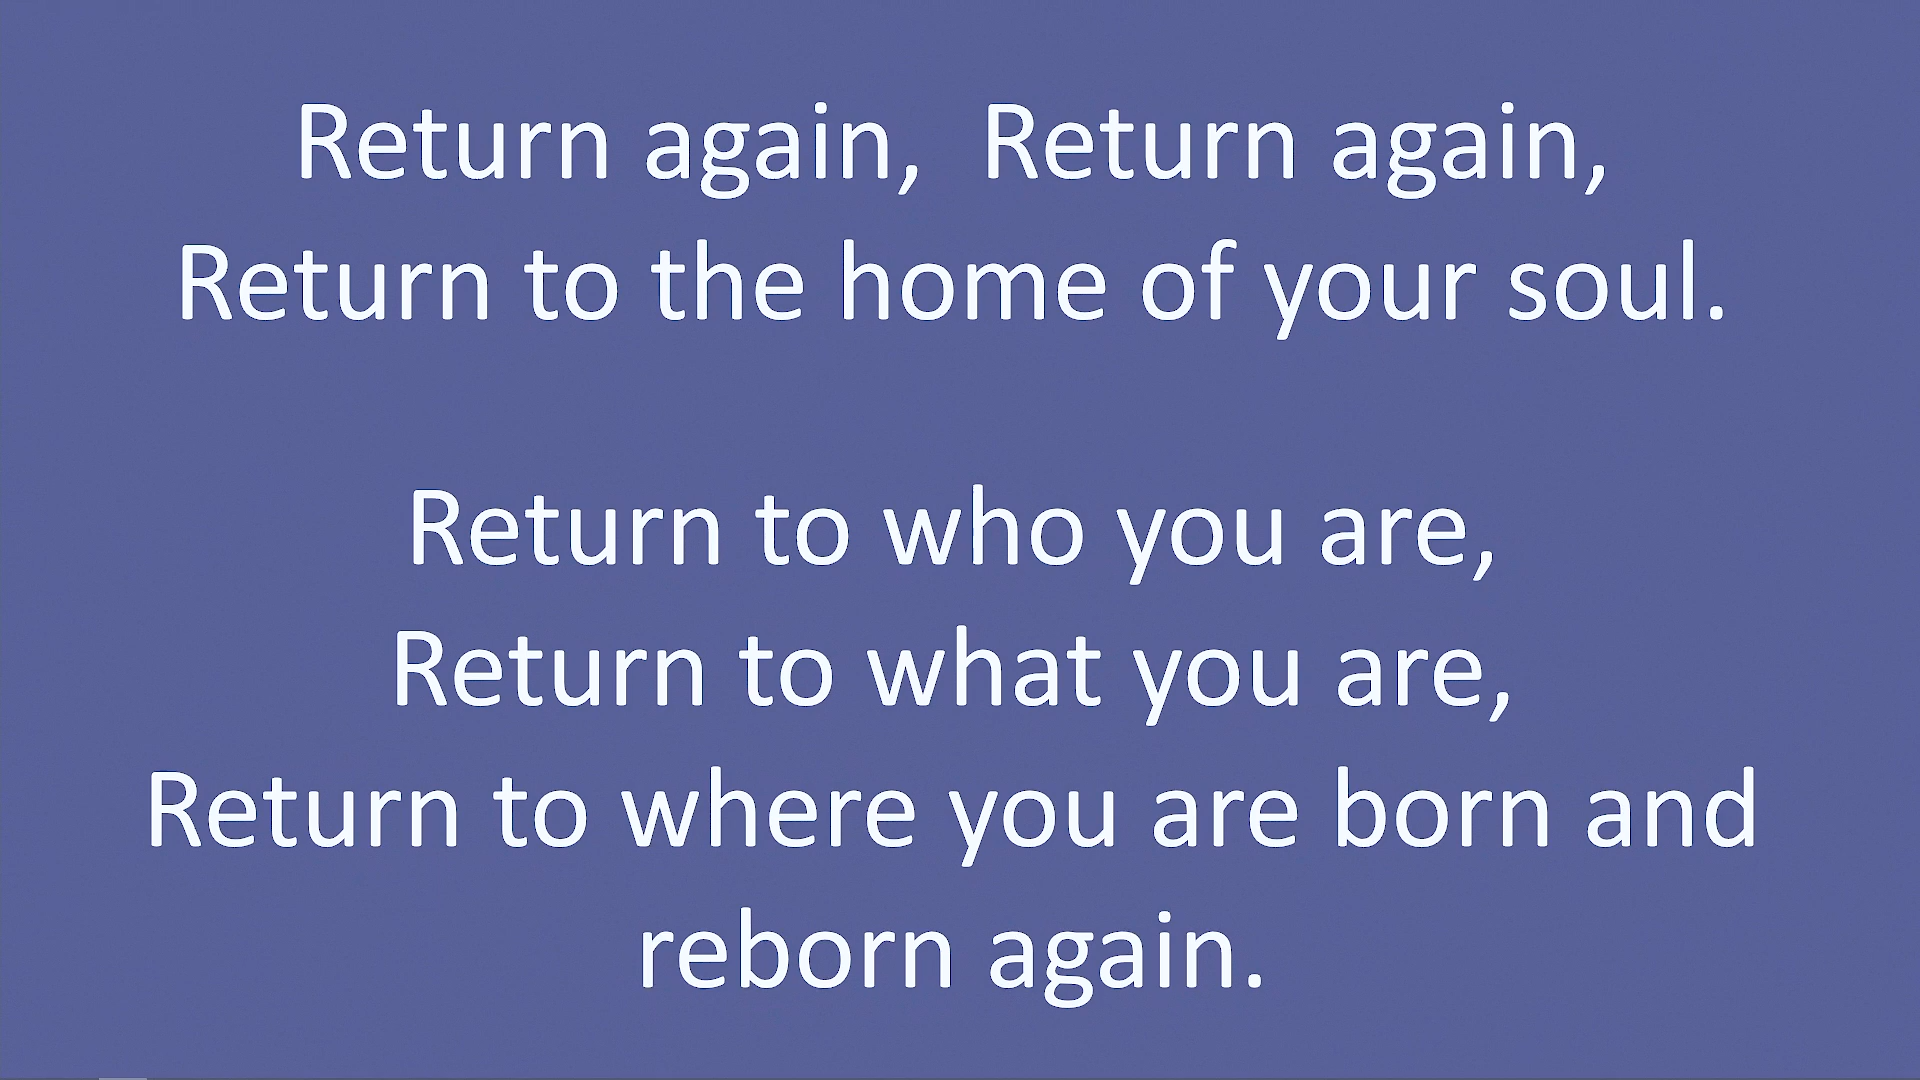 Return again,  Return again,
Return to the home of your soul.
Return to who you are,
Return to what you are,
Return to where you are born and
reborn again.